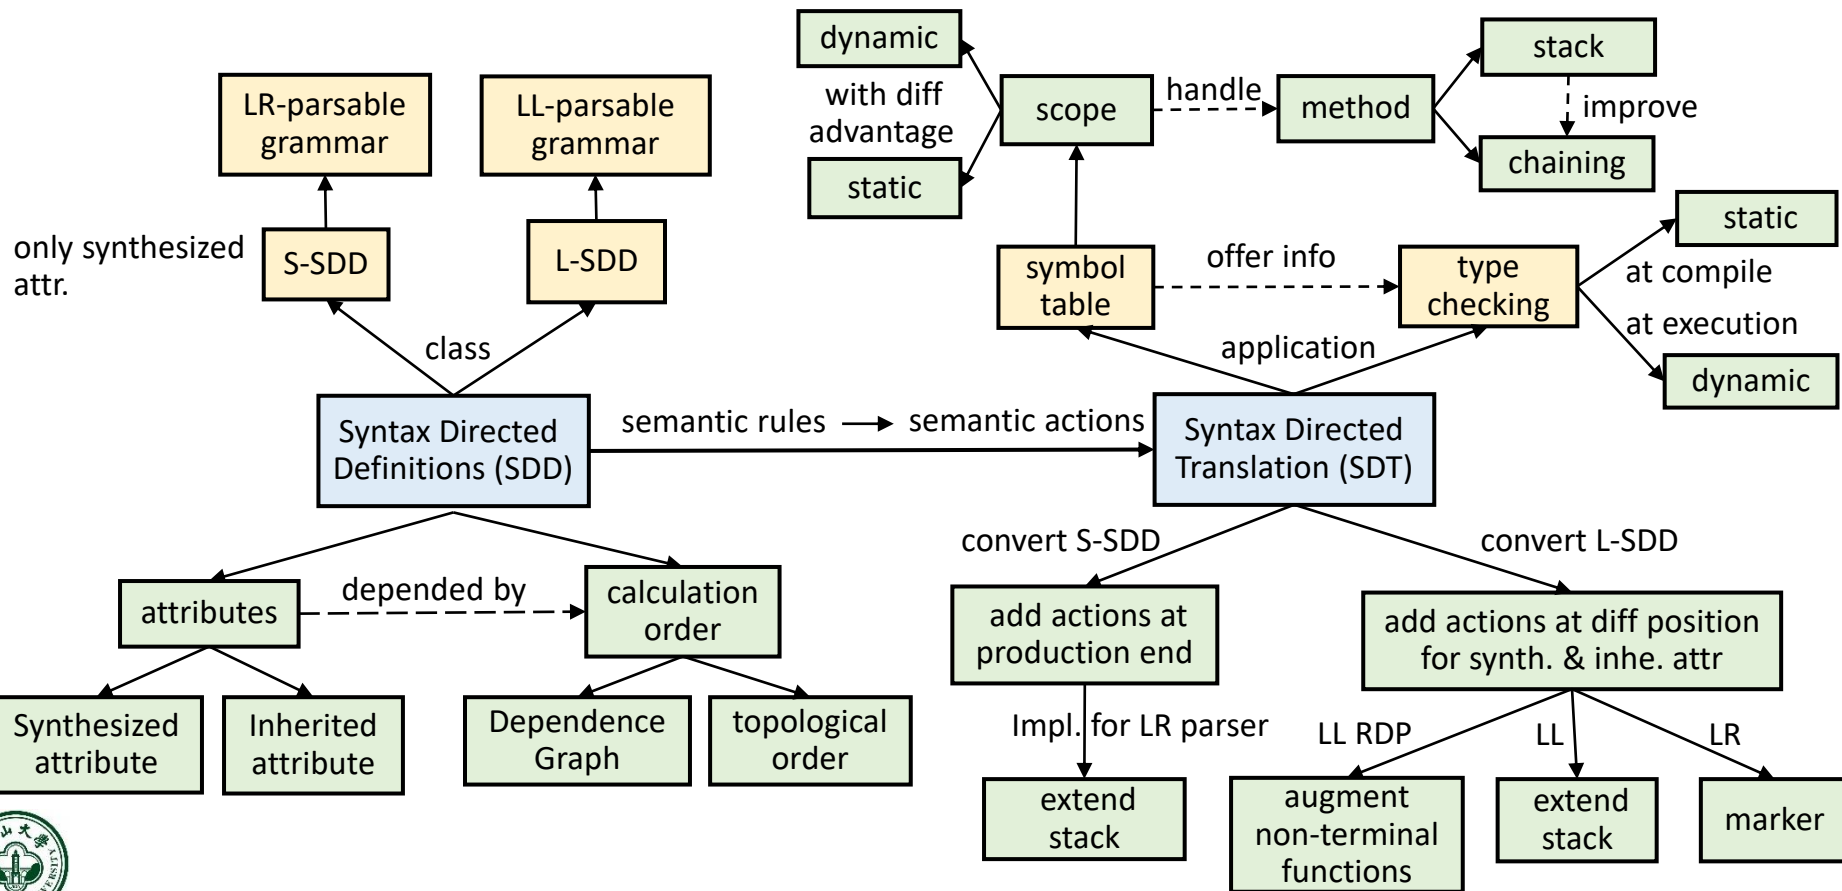 dynamic
with diff
advantage
static
scope
handle
method
stack
improve
chaining
LR-parsable
grammar
LL-parsable
grammar
only synthesized
attr.
S-SDD
L-SDD
class
symbol
table
offer info
type
checking
static
at compile
at execution
dynamic
application
Syntax Directed
Definitions (SDD)
semantic rules
semantic actions
Syntax Directed
Translation (SDT)
attributes
depended by
calculation
order
Synthesized
attribute
Inherited
attribute
Dependence
Graph
topological
order
convert S-SDD
convert L-SDD
add actions at
production end
add actions at diff position
for synth. & inhe. attr
Impl. for LR parser
LL RDP
LL
LR
extend
stack
augment
non-terminal
functions
extend
stack
marker
山大學